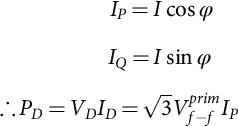 I_P = I cos φ
I_Q = I sin φ
∴ P_D = V_D I_D = √3 V_{f−f}^{prim} I_P